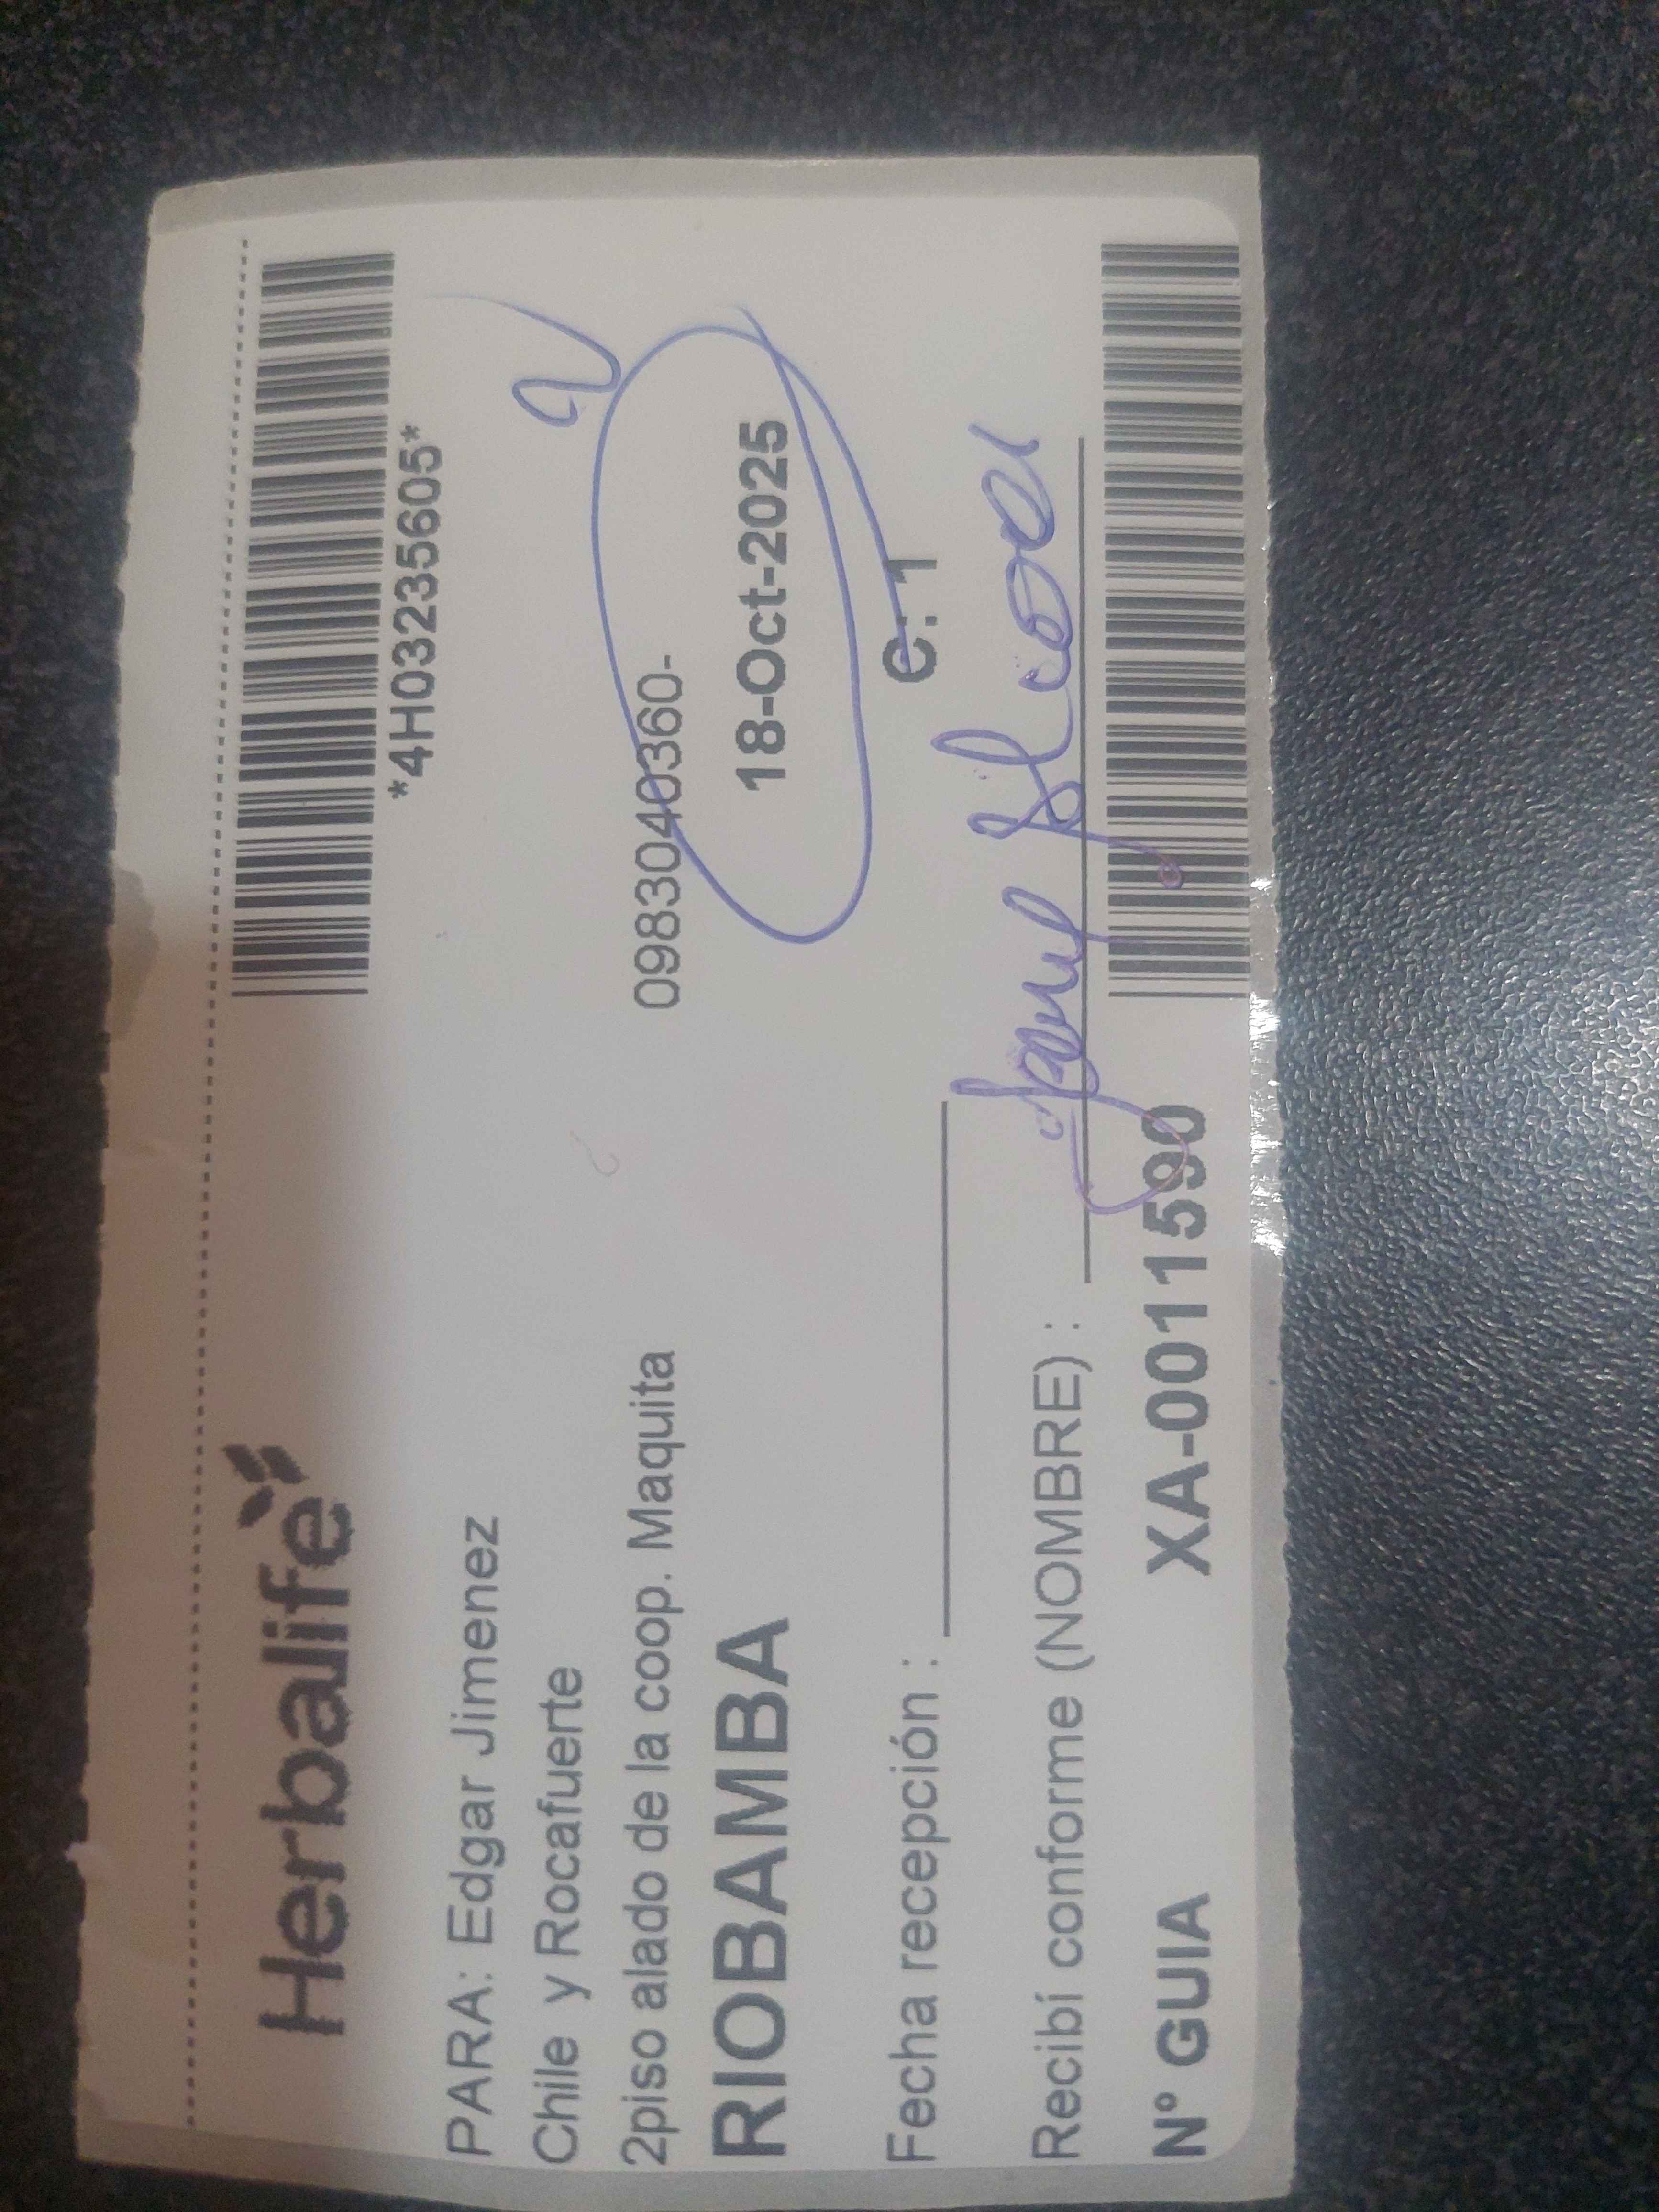 Herbalife
*4H03235605*
PARA: Edgar Jimenez
Chile y Rocafuerte
2piso alado de la coop. Maquita
0983040360-
RIOBAMBA
18-Oct-2025
Fecha recepción :
C: 1
Recibí conforme (NOMBRE) :
N° GUIA
XA-0011590